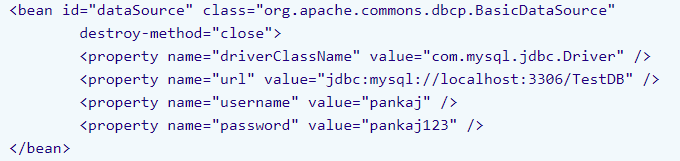 <bean id="dataSource" class="org.apache.commons.dbcp.BasicDataSource"
destroy-method="close">
<property name="driverClassName" value="com.mysql.jdbc.Driver" />
<property name="url" value="jdbc:mysql://localhost:3306/TestDB" />
<property name="username" value="pankaj" />
<property name="password" value="pankaj123" />
</bean>